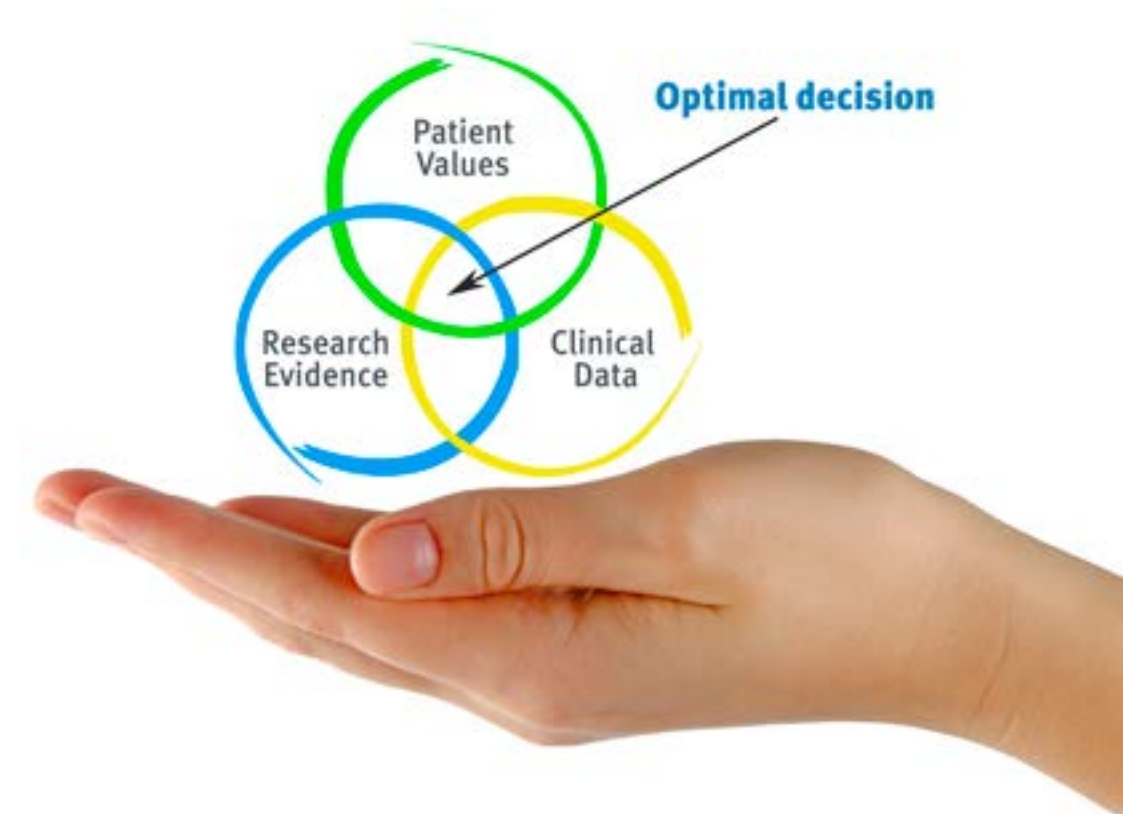 Optimal decision
Patient
Values
Research
Evidence
Clinical
Data